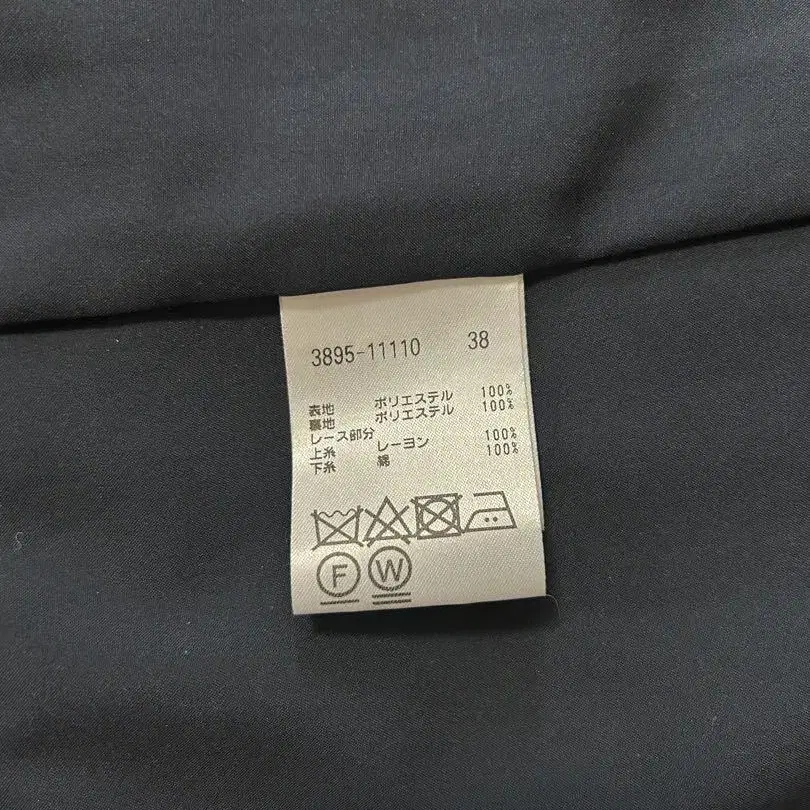 3895-11110 38
表地 ポリエステル 100%
裏地 ポリエステル 100%
レース部分
上糸 レーヨン 100%
下糸 綿 100%
F W